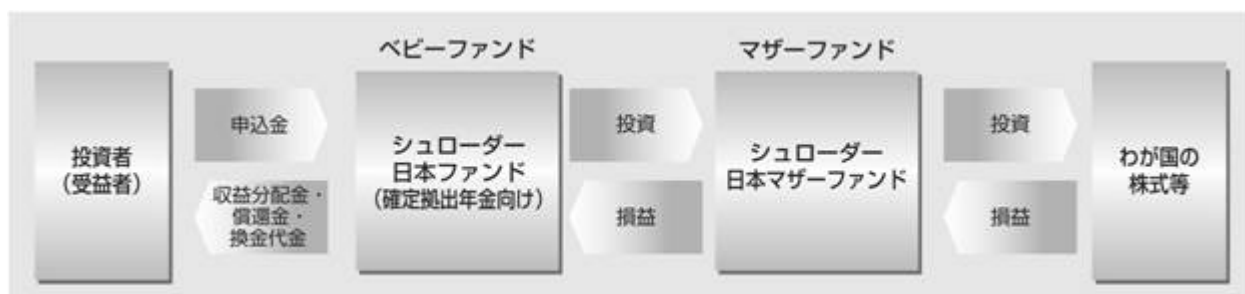 ベビーファンド
マザーファンド
投資者
（受益者）
申込金
収益分配金・
償還金・
換金代金
シュローダー
日本ファンド
（確定拠出年金向け）
投資
損益
シュローダー
日本マザーファンド
投資
損益
わが国の
株式等